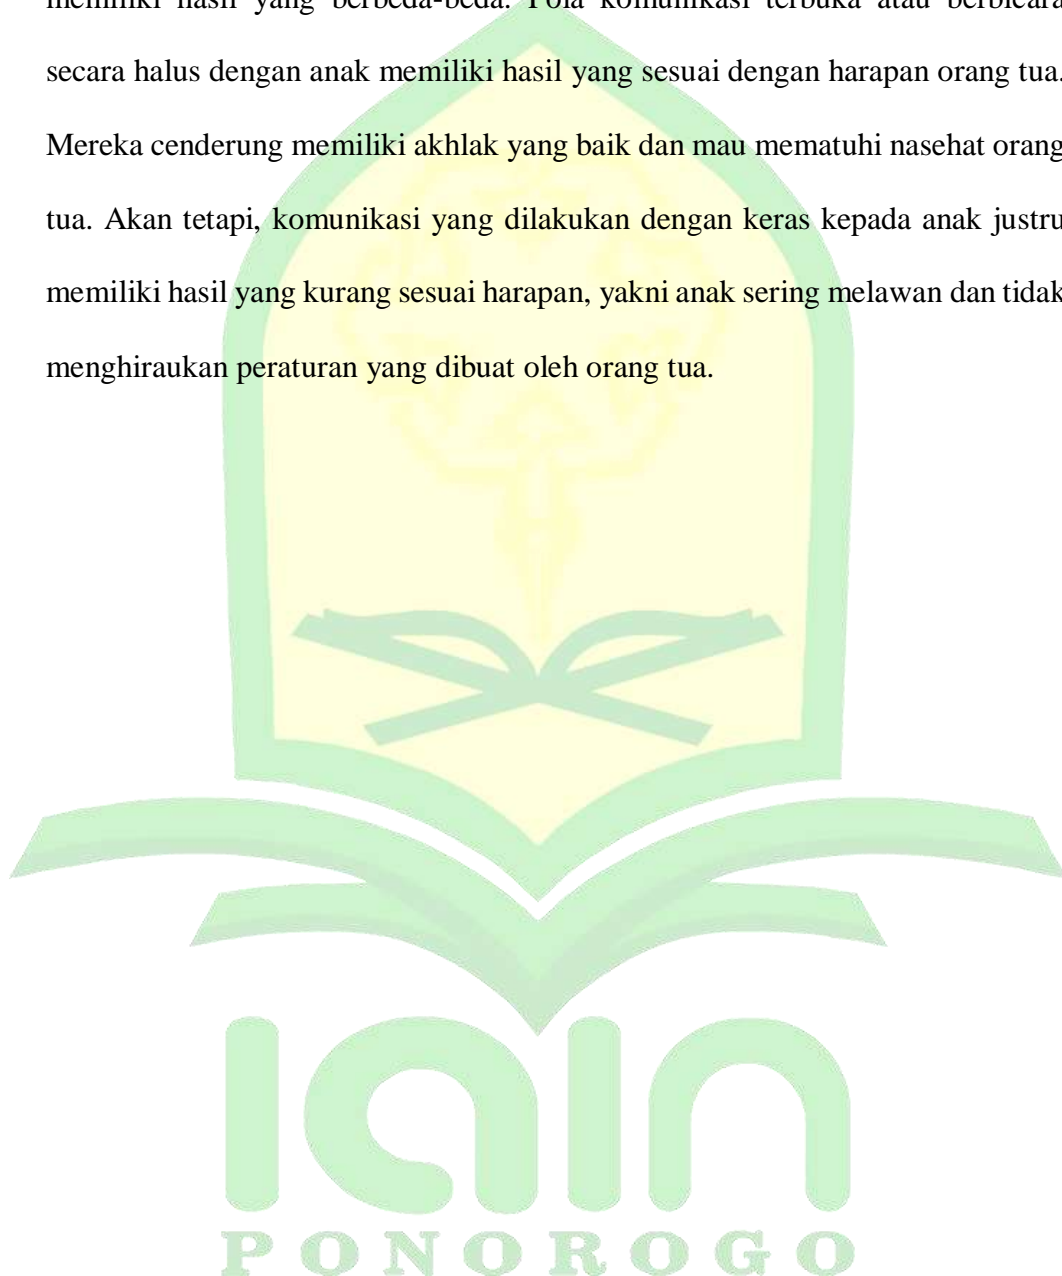 memiliki hasil yang berbeda-beda. Pola komunikasi terbuka atau berbicara
secara halus dengan anak memiliki hasil yang sesuai dengan harapan orang tua.
Mereka cenderung memiliki akhlak yang baik dan mau mematuhi nasehat orang
tua. Akan tetapi, komunikasi yang dilakukan dengan keras kepada anak justru
memiliki hasil yang kurang sesuai harapan, yakni anak sering melawan dan tidak
menghiraukan peraturan yang dibuat oleh orang tua.
iain
PONOROGO